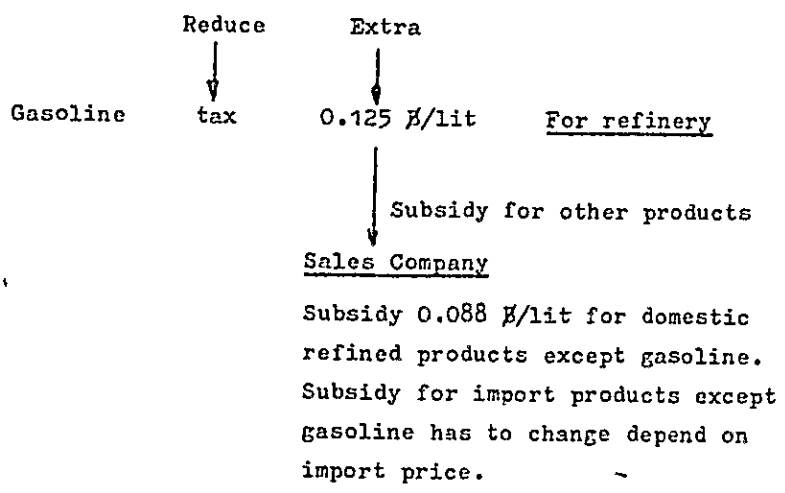 Reduce Extra
Gasoline tax 0.125 ฿/lit For refinery
Subsidy for other products
Sales Company
Subsidy 0.088 ฿/lit for domestic
refined products except gasoline.
Subsidy for import products except
gasoline has to change depend on
import price.